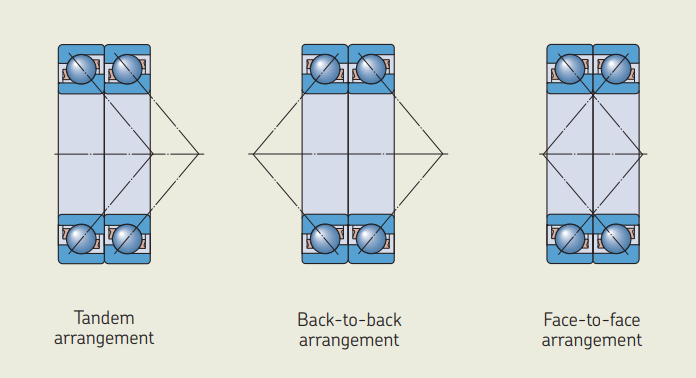 Tandem
arrangement
Back-to-back
arrangement
Face-to-face
arrangement